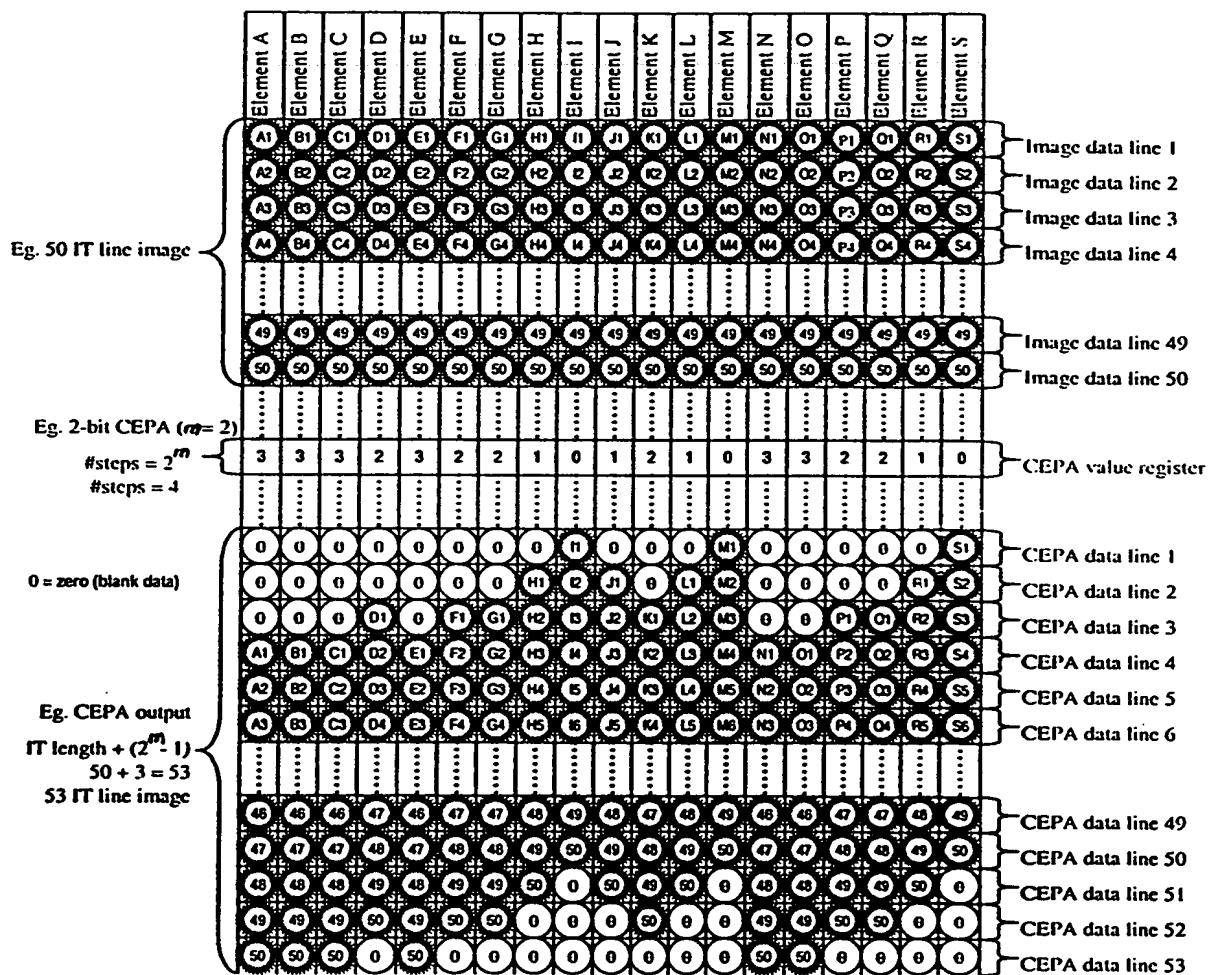 Element A Element B Element C Element D Element E Element F Element G Element H Element I Element J Element K Element L Element M Element N Element O Element P Element Q Element R Element S
A1 B1 C1 D1 E1 F1 G1 H1 I1 J1 K1 L1 M1 N1 O1 P1 Q1 R1 S1 Image data line 1
A2 B2 C2 D2 E2 F2 G2 H2 I2 J2 K2 L2 M2 N2 O2 S2 Image data line 2
A3 B3 C3 D3 E3 F3 G3 H3 I3 J3 K3 L3 M3 N3 O3 P3 Q3 R3 S3 Image data line 3
Eg. 50 IT line image
A4 B4 C4 D4 E4 F4 G4 H4 I4 J4 K4 L4 M4 N4 O4 P4 Q4 R4 S4 Image data line 4
49 49 49 49 49 49 49 49 49 49 49 49 49 49 49 49 49 49 49 Image data line 49
50 50 50 50 50 50 50 50 50 50 50 50 50 50 50 50 50 50 50 Image data line 50
Eg. 2-bit CEPA (m= 2)
#steps = 2^m
#steps = 4
3 3 3 2 3 2 2 1 0 1 2 1 0 3 3 2 2 1 0 CEPA value register
0 0 0 0 0 0 0 0 I1 0 0 0 M1 0 0 0 0 0 S1 CEPA data line 1
0 = zero (blank data)
0 0 0 0 0 0 0 H1 I2 J1 0 L1 M2 0 0 0 0 R1 S2 CEPA data line 2
0 0 0 D1 0 F1 G1 H2 I3 J2 K1 L2 M3 0 0 P1 Q1 R2 S3 CEPA data line 3
A1 B1 C1 D2 E1 F2 G2 H3 I4 J3 K2 L3 M4 N1 O1 P2 Q2 R3 S4 CEPA data line 4
A2 B2 C2 D3 E2 F3 G3 H4 I5 J4 K3 L4 M5 N2 O2 P3 Q3 R4 S5 CEPA data line 5
A3 B3 C3 D4 E3 F4 G4 H5 I6 J5 K4 L5 M6 N3 O3 P4 Q4 R5 S6 CEPA data line 6
Eg. CEPA output
IT length + (2^m- 1)
50 + 3 = 53
53 IT line image
46 46 46 47 46 47 47 48 49 48 47 48 49 46 46 47 47 48 49 CEPA data line 49
47 47 47 48 47 48 48 49 50 49 48 49 50 47 47 48 48 49 50 CEPA data line 50
48 48 48 49 48 49 49 50 0 50 49 50 0 48 48 49 49 50 0 CEPA data line 51
49 49 49 50 49 50 50 0 0 0 50 0 0 49 49 50 50 0 0 CEPA data line 52
50 50 50 0 50 0 0 0 0 0 0 0 0 50 50 0 0 0 0 CEPA data line 53